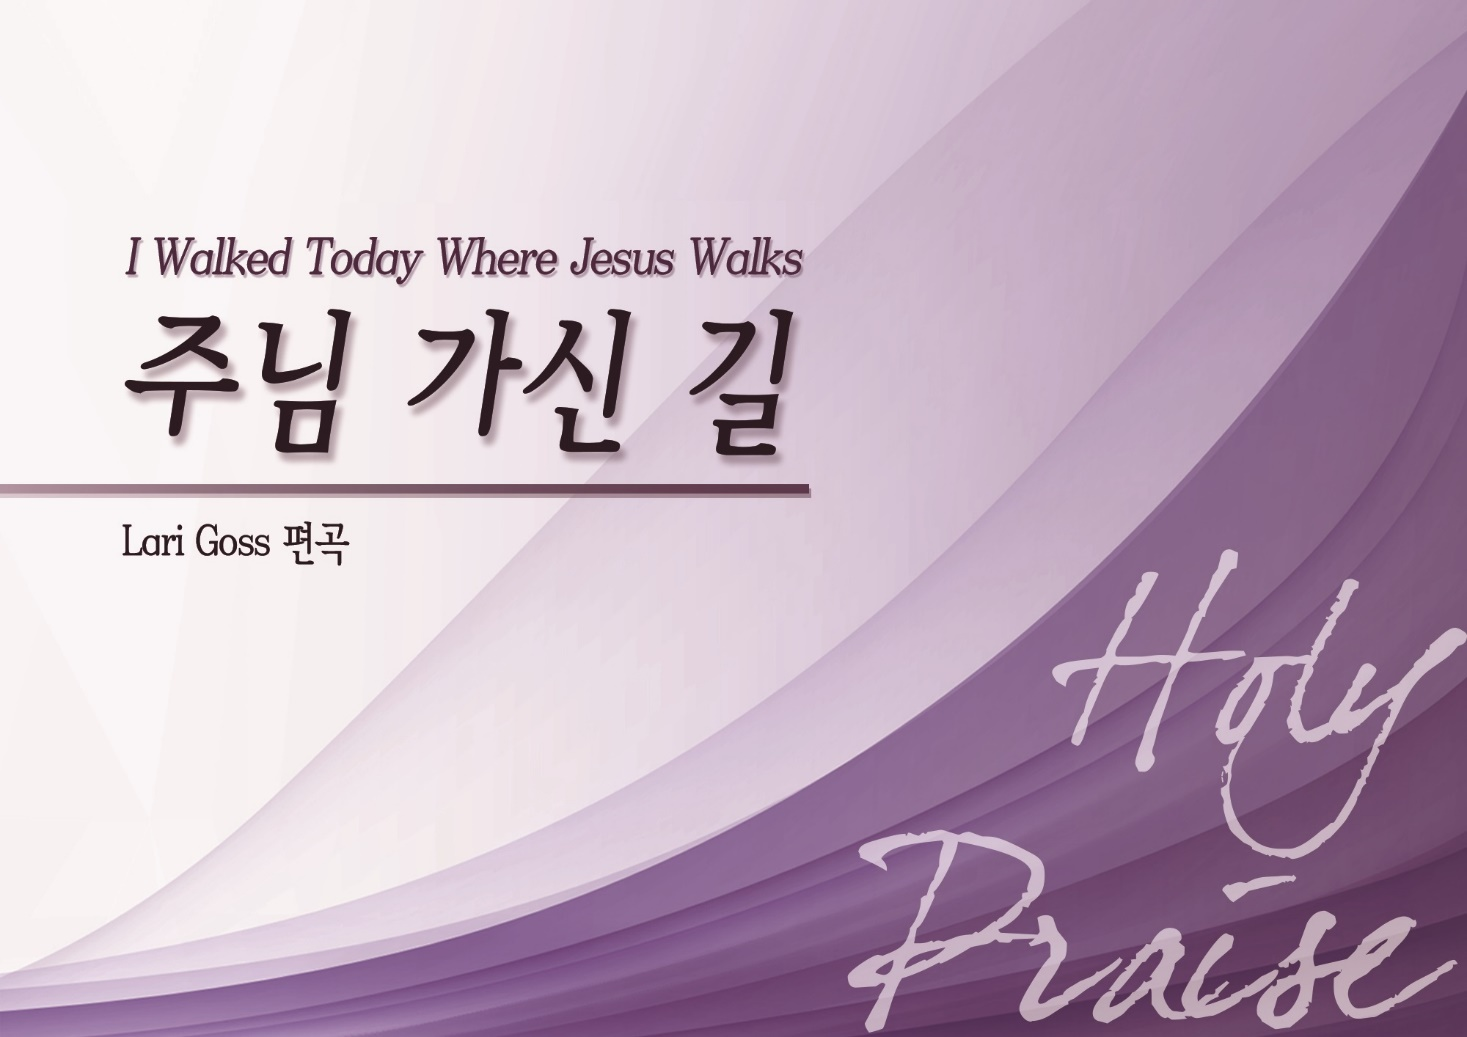 I Walked Today Where Jesus Walks
주님 가신 길
Lari Goss 편곡
Holy
Praise